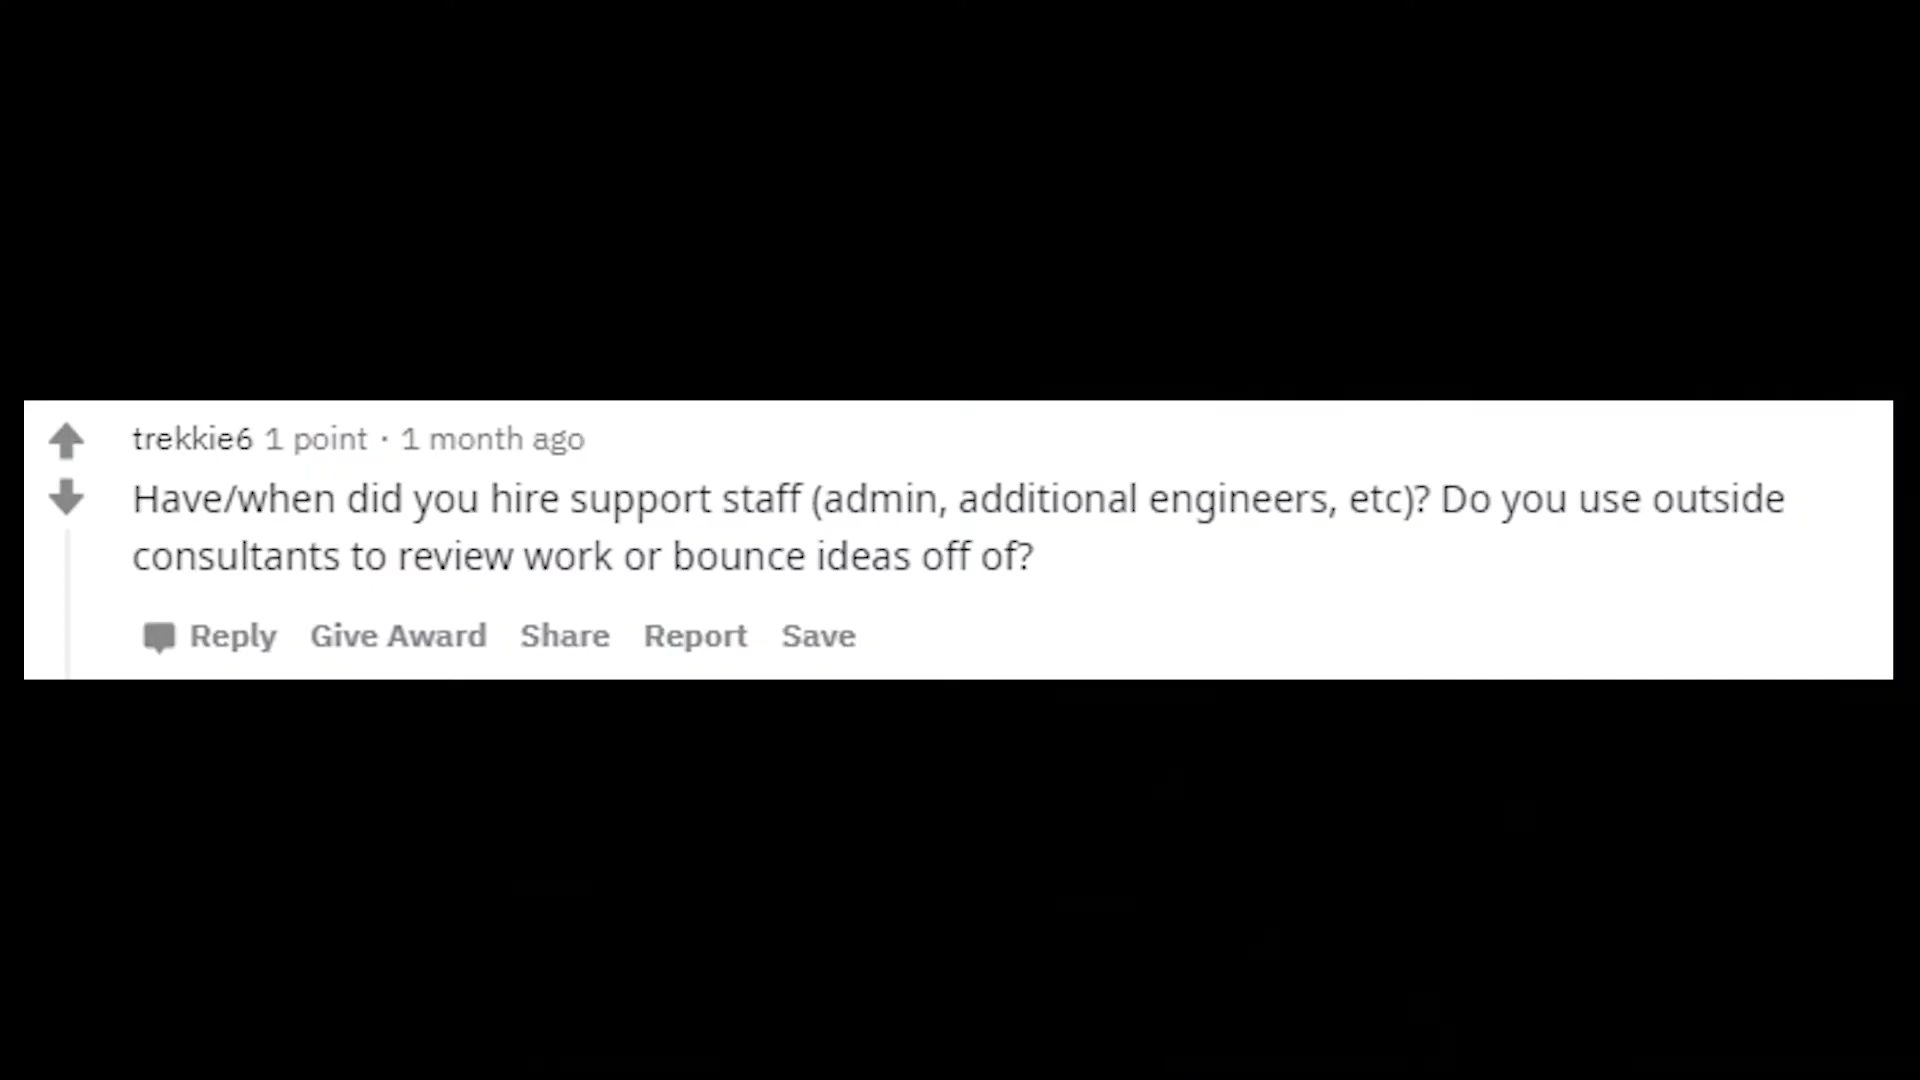 trekkie6 1 point · 1 month ago
Have/when did you hire support staff (admin, additional engineers, etc)? Do you use outside
consultants to review work or bounce ideas off of?
Reply Give Award Share Report Save